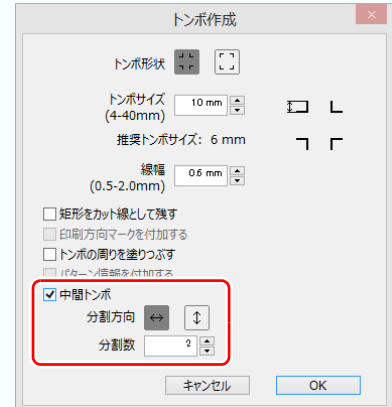 トンボ作成
トンボ形状
トンボサイズ 10 mm
(4-40mm)
推奨トンボサイズ: 6 mm
線幅 0.6 mm
(0.5-2.0mm)
矩形をカット線として残す
印刷方向マークを付加する
トンボの周りを塗りつぶす
パターン情報を付加する
中間トンボ
分割方向
分割数 2
キャンセル OK